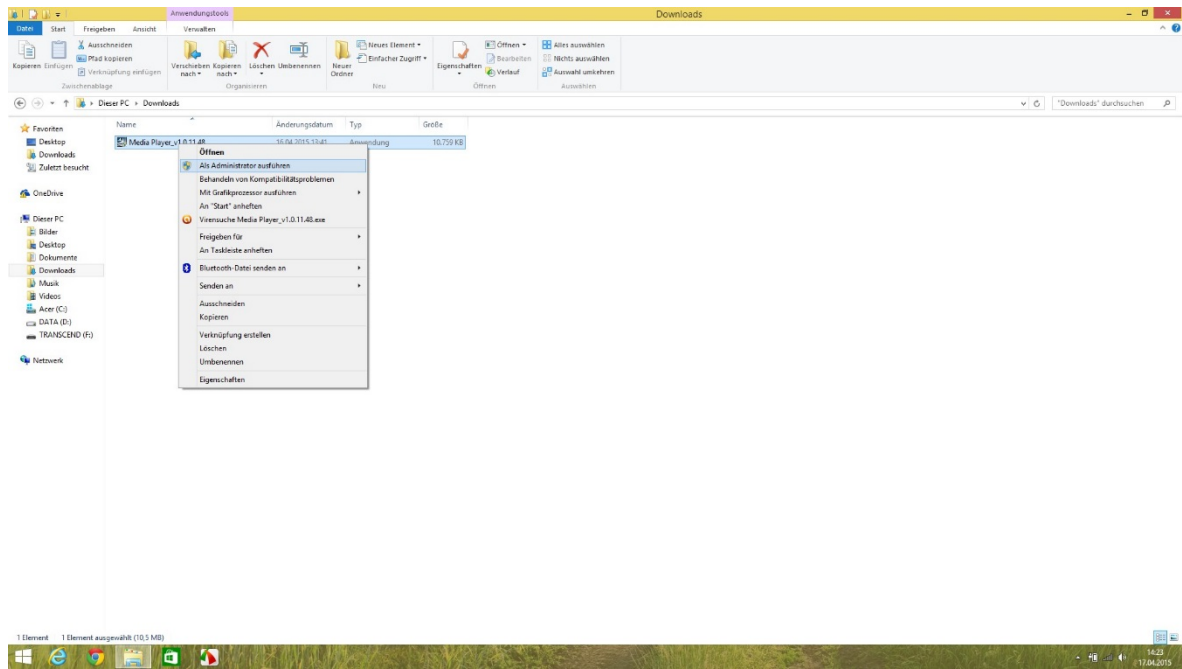 Anwendungstools
Downloads
Datei Start Freigeben Ansicht Verwalten
Kopieren Einfügen
Ausschneiden
Pfad kopieren
Verknüpfung einfügen
Zwischenablage
Verschieben nach
Kopieren nach
Löschen Umbenennen
Organisieren
Neuer Ordner
Neues Element
Einfacher Zugriff
Neu
Eigenschaften
Öffnen
Bearbeiten
Verlauf
Öffnen
Alles auswählen
Nichts auswählen
Auswahl umkehren
Auswählen
Dieser PC Downloads
"Downloads" durchsuchen
Favoriten
Desktop
Downloads
Zuletzt besucht
OneDrive
Dieser PC
Bilder
Desktop
Dokumente
Downloads
Musik
Videos
Acer (C:)
DATA (D:)
TRANSCEND (F:)
Netzwerk
Name Änderungsdatum Typ Größe
Media Player_v1.0.11.48 16.04.2015 13:41 Anwendung 10.759 KB
Öffnen
Als Administrator ausführen
Behandeln von Kompatibilitätsproblemen
Mit Grafikprozessor ausführen
An "Start" anheften
Virensuche Media Player_v1.0.11.48.exe
Freigeben für
An Taskleiste anheften
Bluetooth-Datei senden an
Senden an
Ausschneiden
Kopieren
Verknüpfung erstellen
Löschen
Umbenennen
Eigenschaften
1 Element 1 Element ausgewählt (10,5 MB)
14:23
17.04.2015